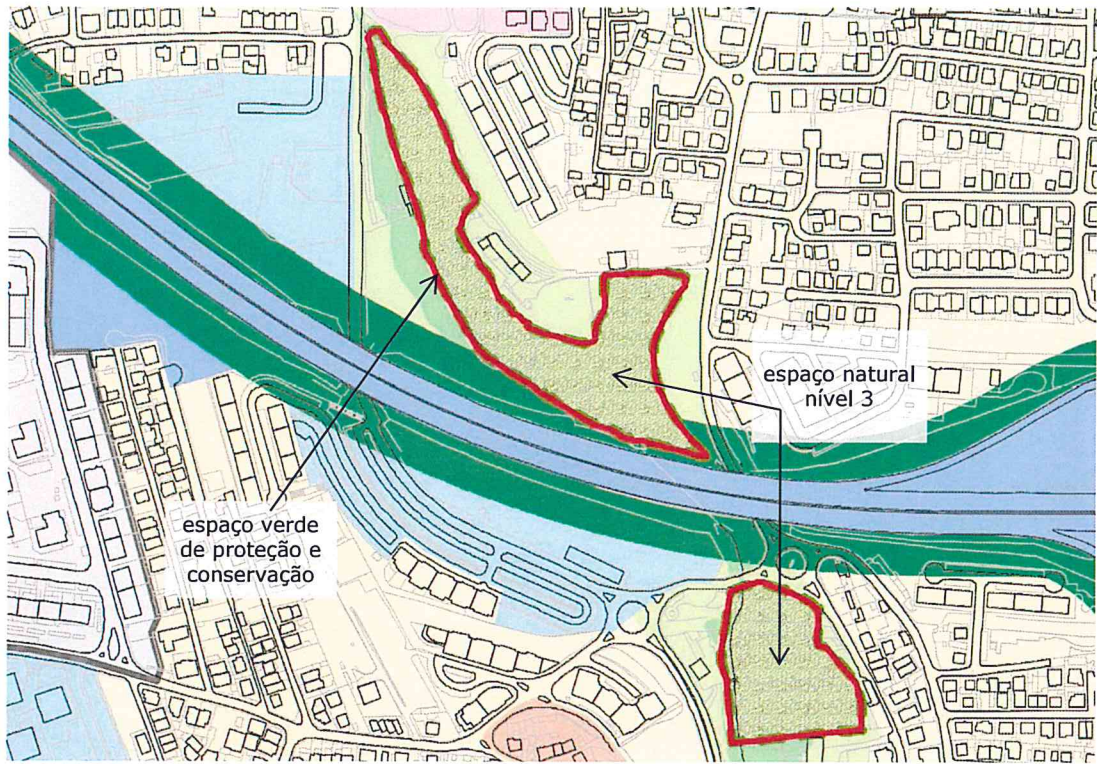 espaço natural
nível 3
espaço verde
de proteção e
conservação